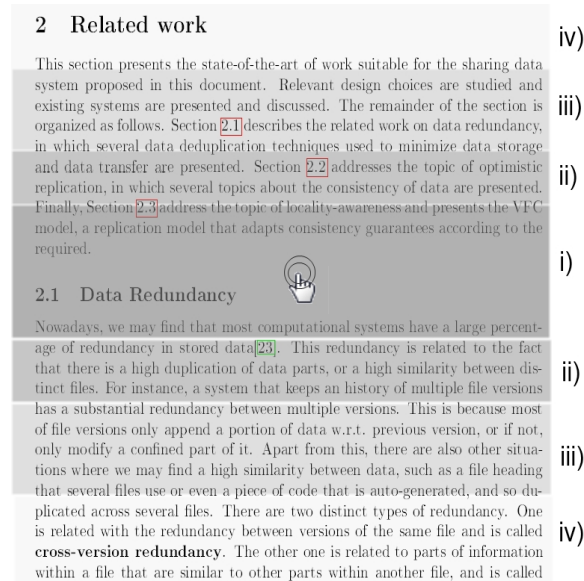 2 Related work
iv)
This section presents the state-of-the-art of work suitable for the sharing data
system proposed in this document. Relevant design choices are studied and
existing systems are presented and discussed. The remainder of the section is
iii)
organized as follows. Section 2.1 describes the related work on data redundancy,
in which several data deduplication techniques used to minimize data storage
and data transfer are presented. Section 2.2 addresses the topic of optimistic
ii)
replication, in which several topics about the consistency of data are presented.
Finally, Section 2.3 address the topic of locality-awareness and presents the VFC
model, a replication model that adapts consistency guarantees according to the
required.
i)
2.1 Data Redundancy
Nowadays, we may find that most computational systems have a large percent-
age of redundancy in stored data[23]. This redundancy is related to the fact
that there is a high duplication of data parts, or a high similarity between dis-
ii)
tinct files. For instance, a system that keeps an history of multiple file versions
has a substantial redundancy between multiple versions. This is because most
of file versions only append a portion of data w.r.t. previous version, or if not,
only modify a confined part of it. Apart from this, there are also other situa-
iii)
tions where we may find a high similarity between data, such as a file heading
that several files use or even a piece of code that is auto-generated, and so du-
plicated across several files. There are two distinct types of redundancy. One
iv)
is related with the redundancy between versions of the same file and is called
cross-version redundancy. The other one is related to parts of information
within a file that are similar to other parts within another file, and is called